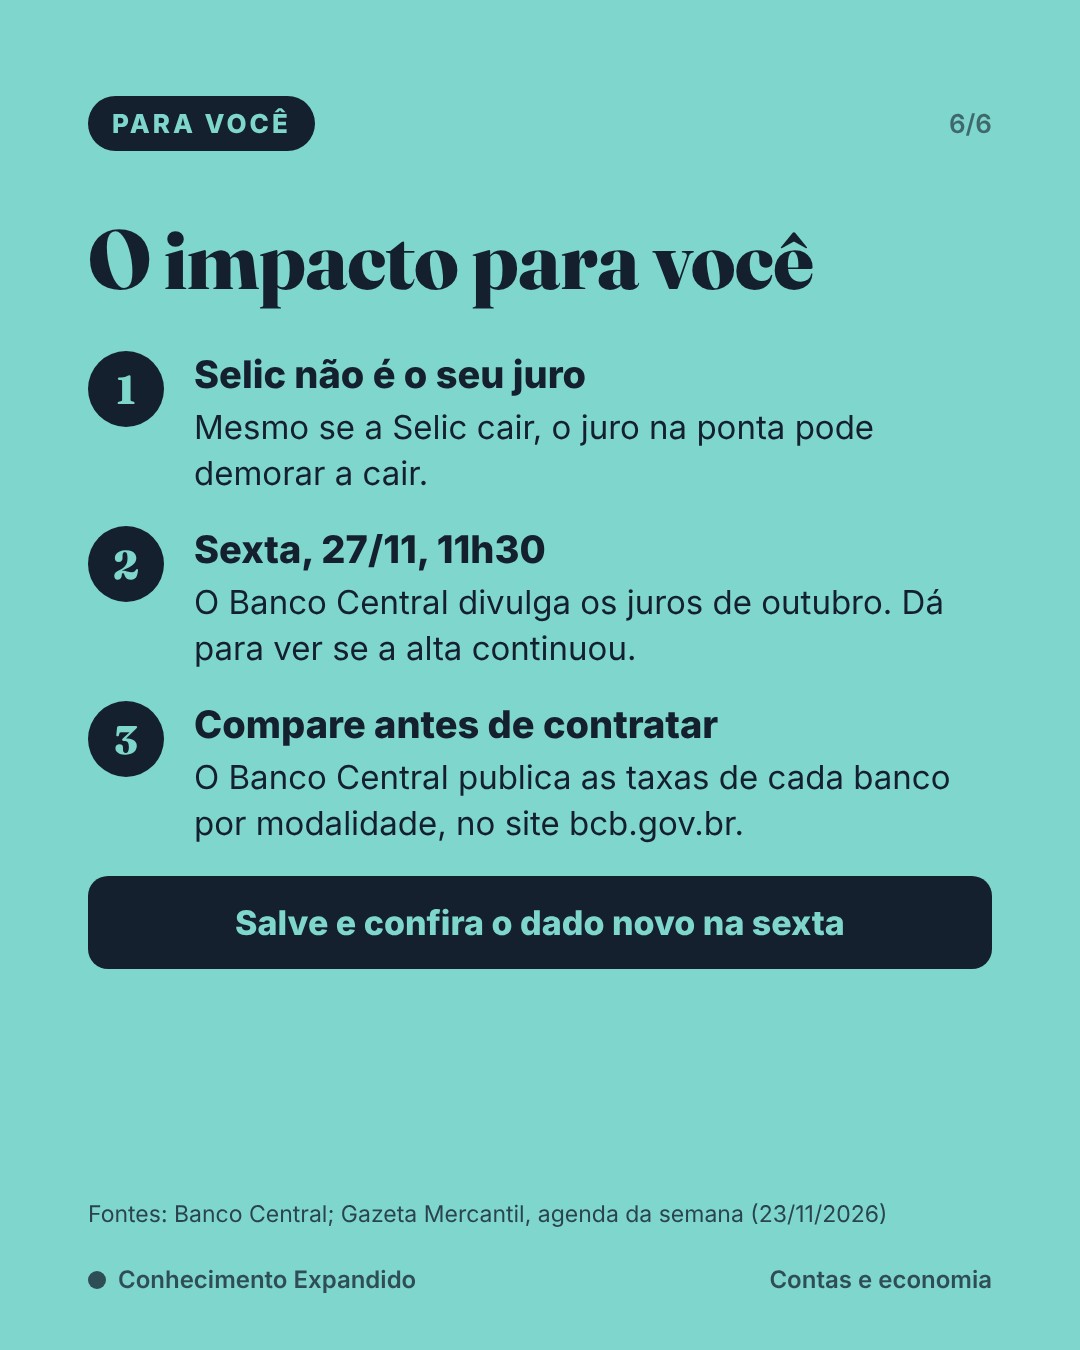 PARA VOCÊ
6/6
O impacto para você
1
Selic não é o seu juro
Mesmo se a Selic cair, o juro na ponta pode
demorar a cair.
2
Sexta, 27/11, 11h30
O Banco Central divulga os juros de outubro. Dá
para ver se a alta continuou.
3
Compare antes de contratar
O Banco Central publica as taxas de cada banco
por modalidade, no site bcb.gov.br.
Salve e confira o dado novo na sexta
Fontes: Banco Central; Gazeta Mercantil, agenda da semana (23/11/2026)
Conhecimento Expandido
Contas e economia